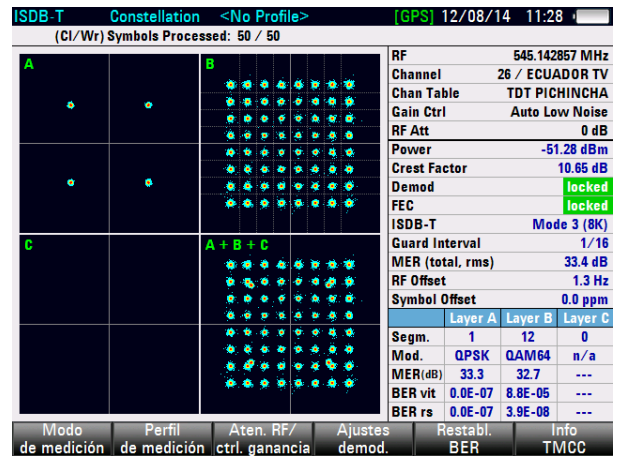 ISDB-T Constellation <No Profile> [GPS] 12/08/14 11:28
(CI/Wr) Symbols Processed: 50 / 50
A
B
C
A + B + C
RF 545.142857 MHz
Channel 26 / ECUADOR TV
Chan Table TDT PICHINCHA
Gain Ctrl Auto Low Noise
RF Att 0 dB
Power -51.28 dBm
Crest Factor 10.65 dB
Demod locked
FEC locked
ISDB-T Mode 3 (8K)
Guard Interval 1/16
MER (total, rms) 33.4 dB
RF Offset 1.3 Hz
Symbol Offset 0.0 ppm
Layer A Layer B Layer C
Segm. 1 12 0
Mod. QPSK QAM64 n/a
MER(dB) 33.3 32.7 ---
BER vit 0.0E-07 8.8E-05 ---
BER rs 0.0E-07 3.9E-08 ---
Modo Perfil Aten. RF/ Ajustes Restabl. Info
de medición de medición ctrl. ganancia demod. BER TMCC